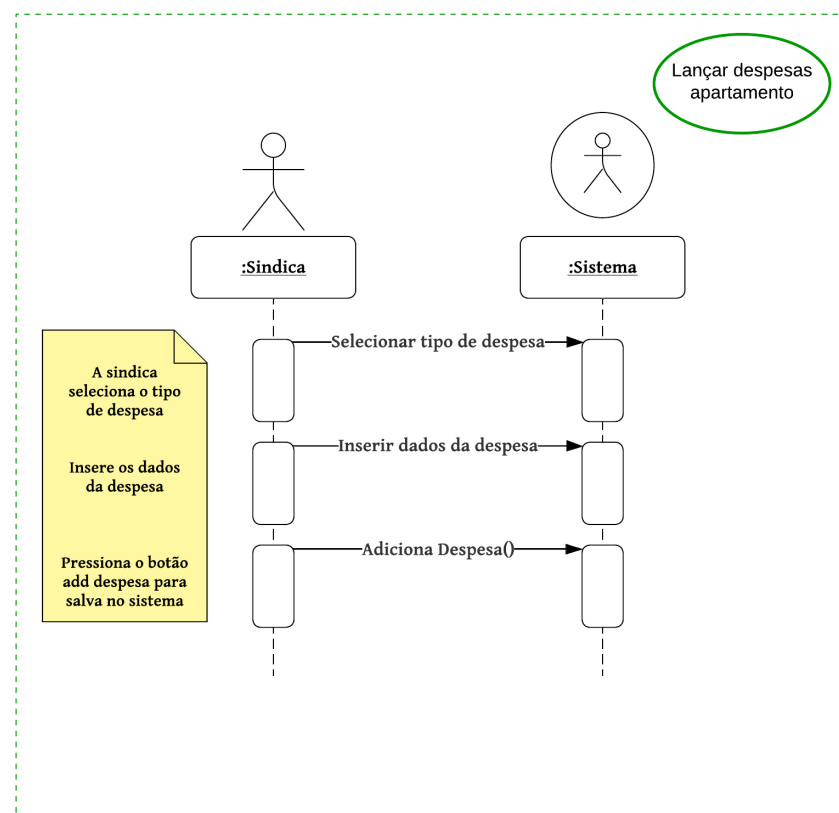 Lançar despesas
apartamento
:Sindica
:Sistema
Selecionar tipo de despesa
A sindica
seleciona o tipo
de despesa
Inserir dados da despesa
Insere os dados
da despesa
Adiciona Despesa()
Pressiona o botão
add despesa para
salva no sistema